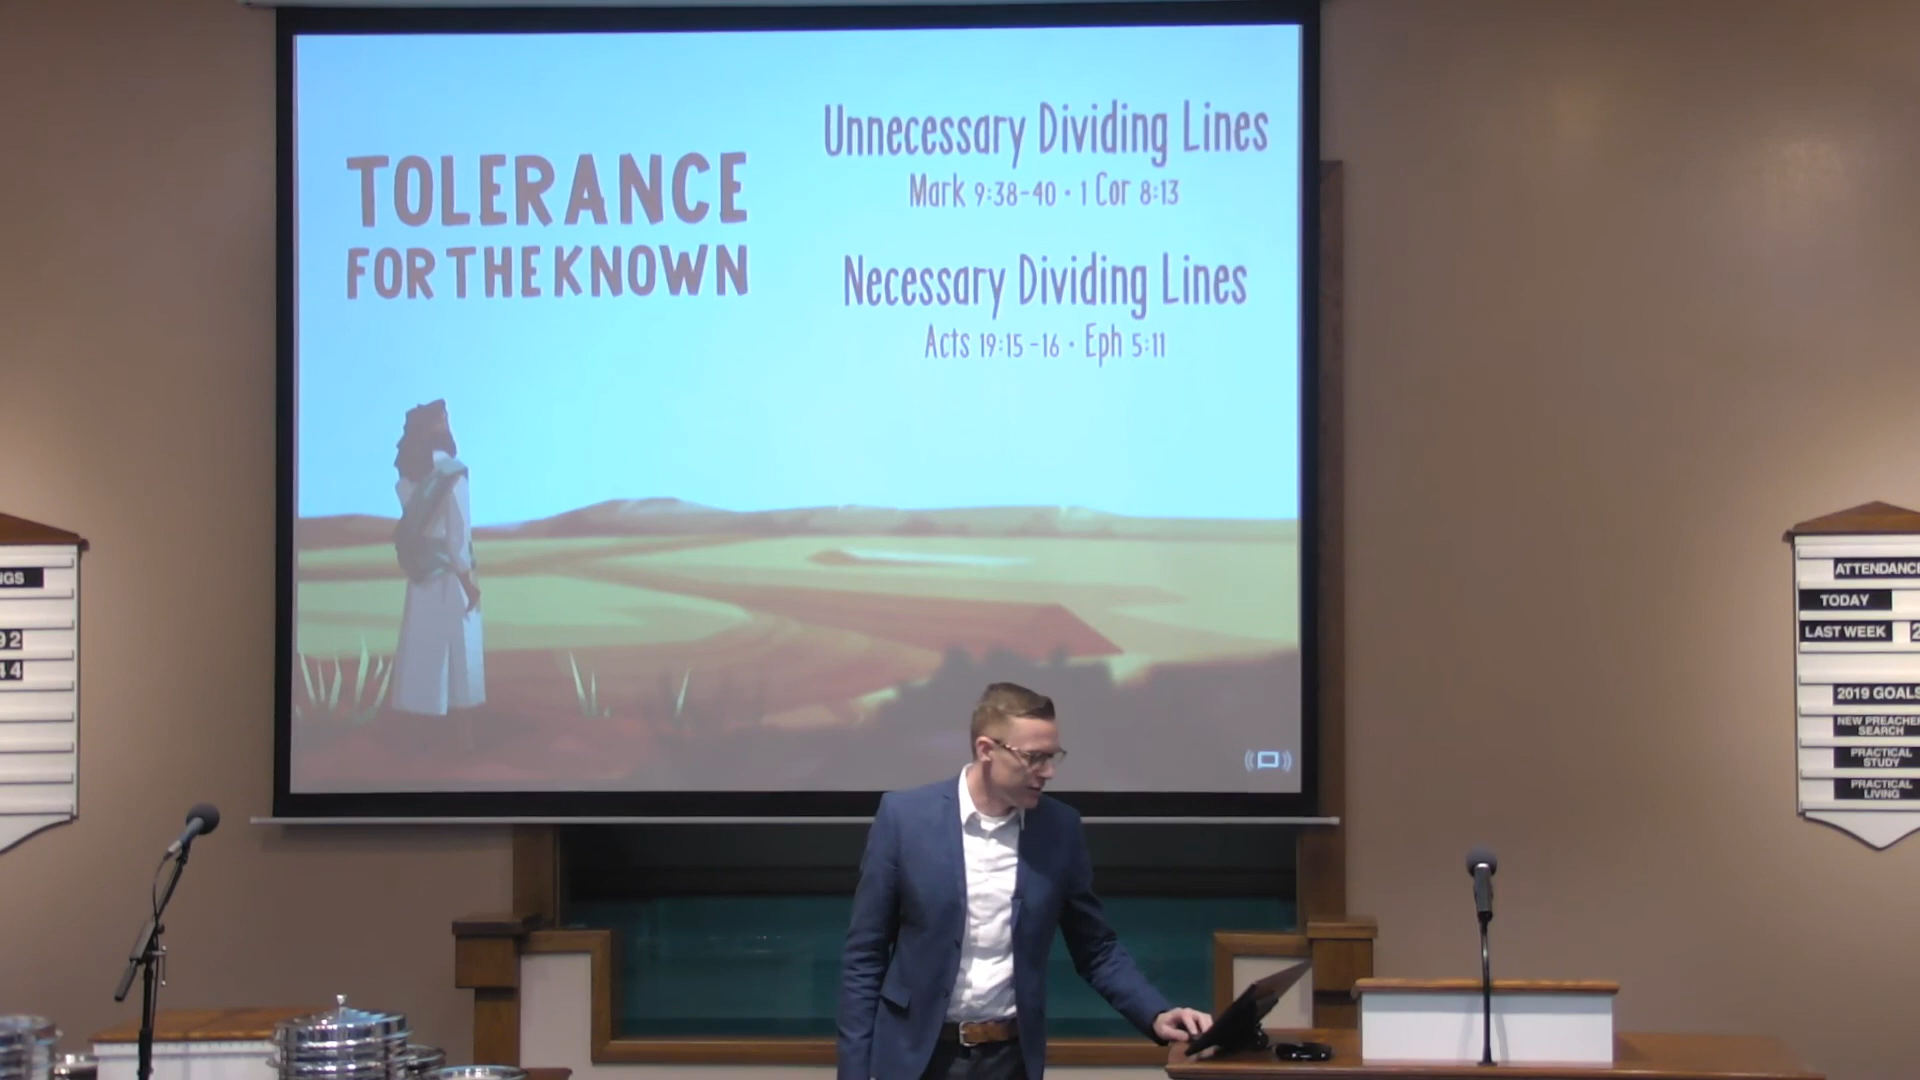 TOLERANCE
FOR THE KNOWN
Unnecessary Dividing Lines
Mark 9:38-40 · 1 Cor 8:13
Necessary Dividing Lines
Acts 19:15-16 · Eph 5:11
ATTENDANCE
TODAY
LAST WEEK 2
2019 GOALS
NEW PREACHER
SEARCH
PRACTICAL
STUDY
PRACTICAL
LIVING